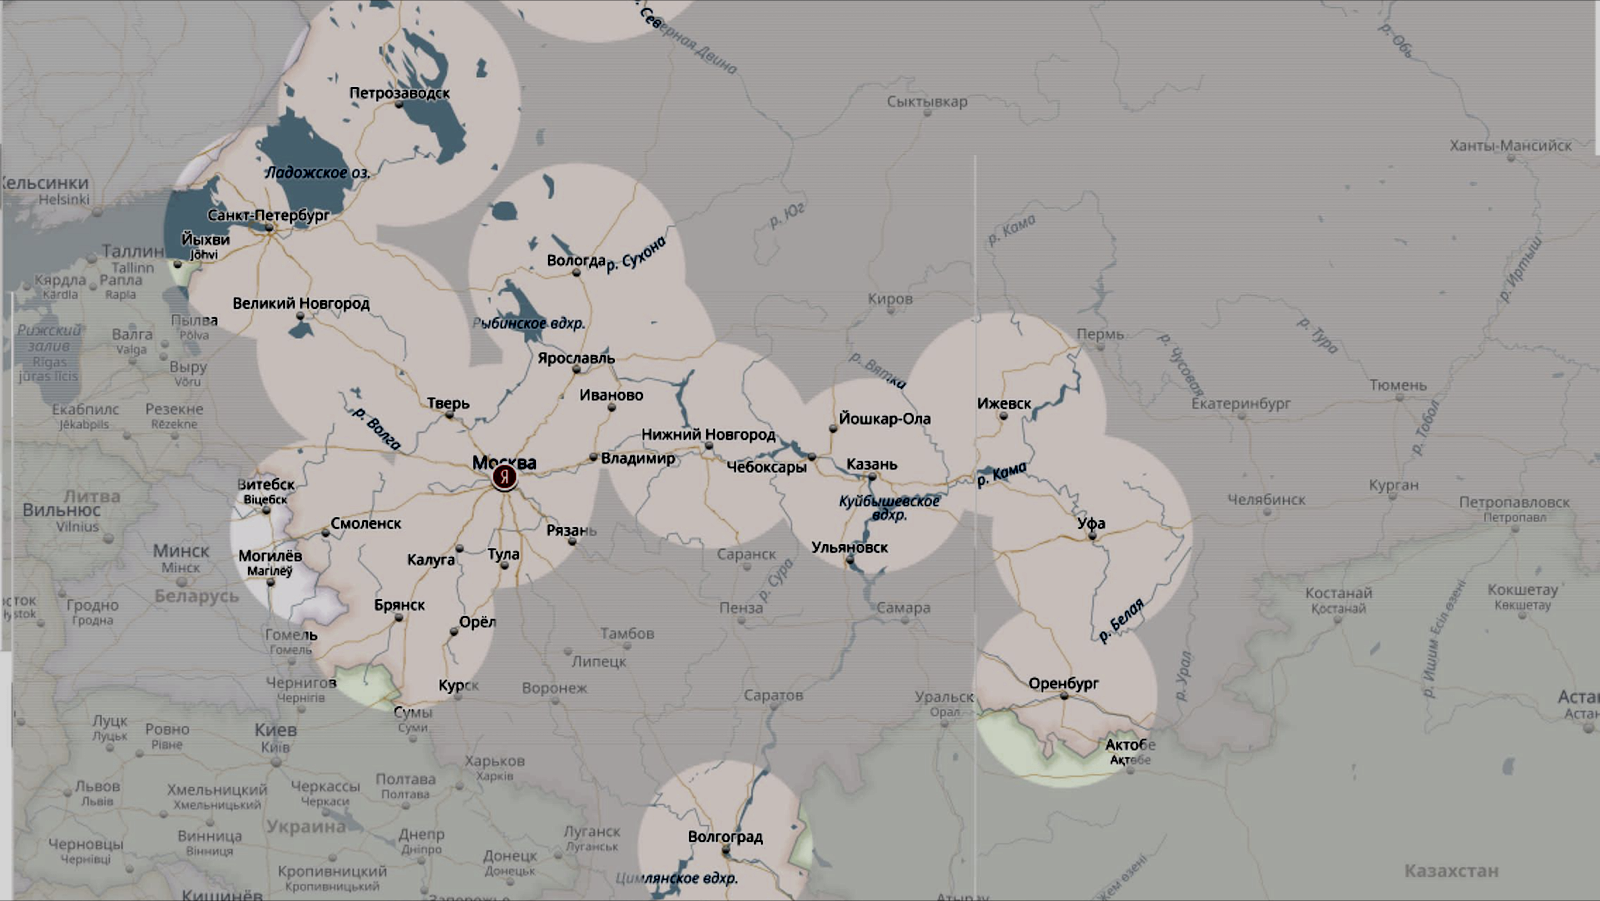 р. Северная Двина
р. Обь
Петрозаводск
Сыктывкар
Ханты-Мансийск
Ладожское оз.
Хельсинки
Helsinki
Санкт-Петербург
р. Юг
р. Кама
Йыхви
Jõhvi
Таллин
Tallinn
Вологда
р. Сухона
р. Иртыш
Кярдла
Kärdla
Рапла
Rapla
Великий Новгород
Киров
Рижский
залив
Rīgas
jūras līcis
Пылва
Põlva
Рыбинское вдхр.
Валга
Valga
Пермь
р. Тура
р. Чусовая
Выру
Võru
Ярославль
р. Вятка
Тюмень
Екабпилс
Jēkabpils
Резекне
Rēzekne
Тверь
Иваново
Ижевск
Екатеринбург
р. Волга
Йошкар-Ола
р. Тобол
Нижний Новгород
Москва
Я
Владимир
Чебоксары
Казань
р. Кама
Витебск
Віцебск
Курган
Литва
Вильнюс
Vilnius
Куйбышевское
вдхр.
Челябинск
Петропавловск
Петропавл
Смоленск
Рязань
Уфа
Минск
Мінск
Могилёв
Магілёў
Калуга
Тула
Саранск
Ульяновск
Беларусь
р. Сура
Костанай
Қостанай
Кокшетау
Көкшетау
сток
ystok
Гродно
Гродна
Брянск
Пенза
Самара
р. Белая
Орёл
р. Ишим Есіл өзені
Гомель
Гомель
Тамбов
Липецк
р. Урал
Чернигов
Чернігів
Курск
Воронеж
Саратов
Уральск
Орал
Оренбург
Аста
Астан
Сумы
Суми
Луцк
Луцьк
Ровно
Рівне
Киев
Київ
Актобе
Ақтөбе
Харьков
Харків
Львов
Львів
Хмельницкий
Хмельницький
Черкассы
Черкаси
Полтава
Полтава
Украина
Винница
Вінниця
Днепр
Дніпро
Луганск
Луганськ
Волгоград
Черновцы
Чернівці
Донецк
Донецьк
Кропивницкий
Кропивницький
Цимлянское вдхр.
Казахстан
Жем өзені
Кишинёв
Запорожье
Атырау